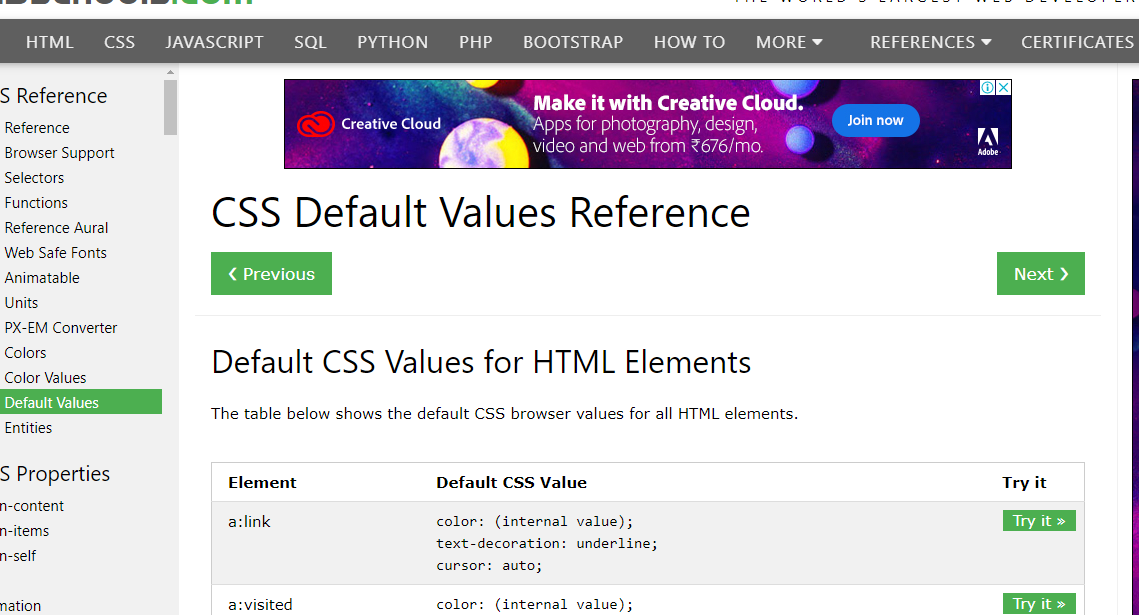 HTML CSS JAVASCRIPT SQL PYTHON PHP BOOTSTRAP HOW TO MORE REFERENCES CERTIFICATES
S Reference
Reference
Browser Support
Selectors
Functions
Reference Aural
Web Safe Fonts
Animatable
Units
PX-EM Converter
Colors
Color Values
Default Values
Entities
S Properties
n-content
n-items
n-self
mation
Creative Cloud
Make it with Creative Cloud.
Apps for photography, design,
video and web from ₹676/mo.
Join now
Adobe
CSS Default Values Reference
❮ Previous
Next ❯
Default CSS Values for HTML Elements
The table below shows the default CSS browser values for all HTML elements.
Element Default CSS Value Try it
a:link color: (internal value); Try it »
text-decoration: underline;
cursor: auto;
a:visited color: (internal value); Try it »